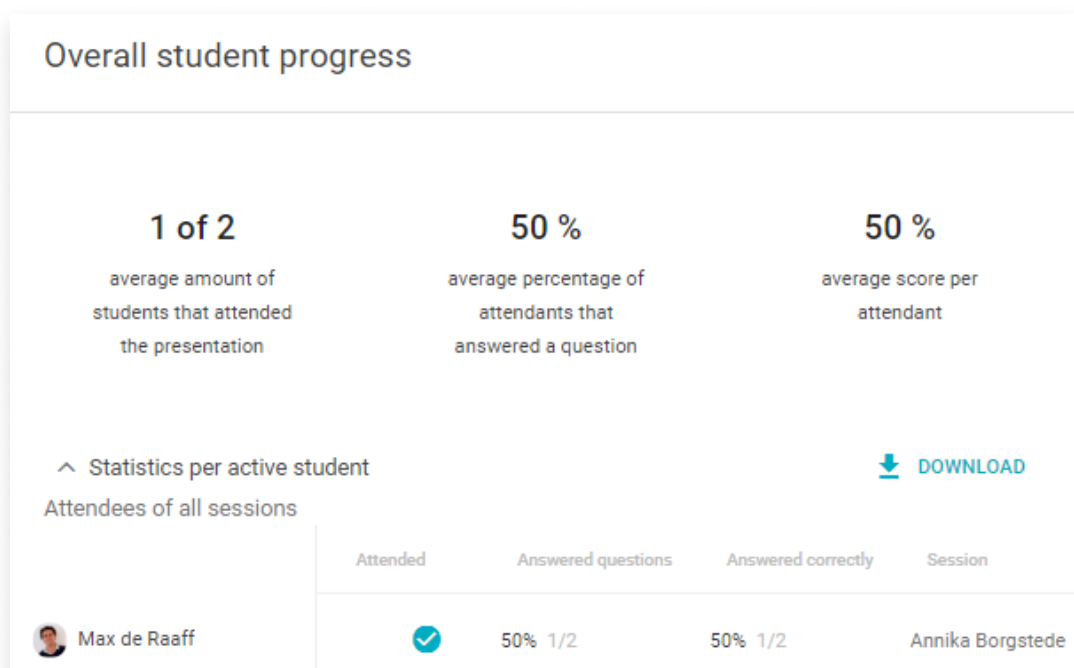 Overall student progress
1 of 2
average amount of
students that attended
the presentation
50 %
average percentage of
attendants that
answered a question
50 %
average score per
attendant
Statistics per active student
DOWNLOAD
Attendees of all sessions
Attended Answered questions Answered correctly Session
Max de Raaff 50% 1/2 50% 1/2 Annika Borgstede